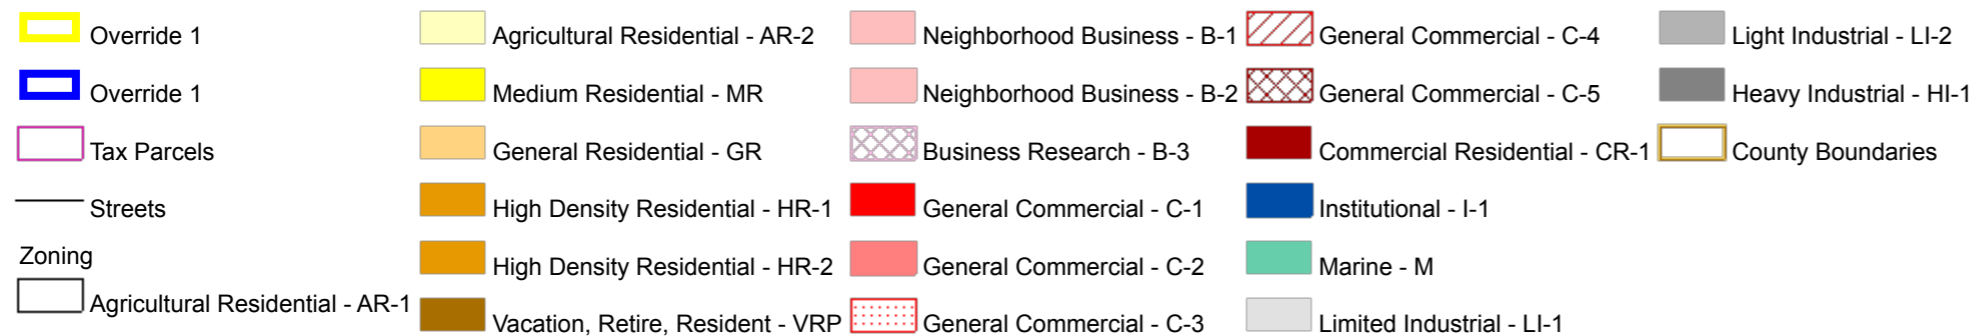 Override 1
Override 1
Tax Parcels
Streets
Zoning
Agricultural Residential - AR-1
Agricultural Residential - AR-2
Medium Residential - MR
General Residential - GR
High Density Residential - HR-1
High Density Residential - HR-2
Vacation, Retire, Resident - VRP
Neighborhood Business - B-1
Neighborhood Business - B-2
Business Research - B-3
General Commercial - C-1
General Commercial - C-2
General Commercial - C-3
General Commercial - C-4
General Commercial - C-5
Commercial Residential - CR-1
Institutional - I-1
Marine - M
Limited Industrial - LI-1
Light Industrial - LI-2
Heavy Industrial - HI-1
County Boundaries